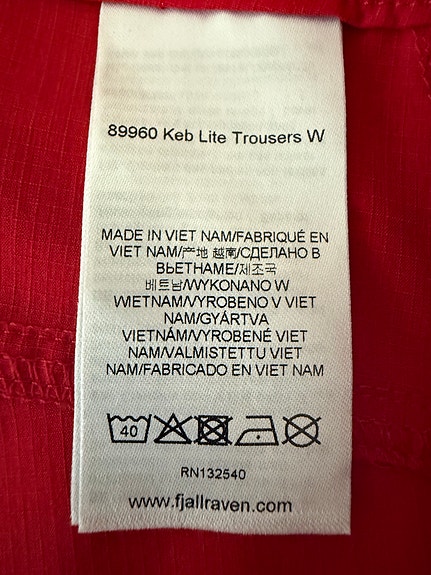 89960 Keb Lite Trousers W
MADE IN VIET NAM/FABRIQUÉ EN
VIET NAM/产地 越南/СДЕЛАНО В
ВЬЕТНАМЕ/제조국
베트남/WYKONANO W
WIETNAM/VYROBENO V VIET
NAM/GYÁRTVA
VIETNÁM/VYROBENÉ VIET
NAM/VALMISTETTU VIET
NAM/FABRICADO EN VIET NAM
40
RN132540
www.fjallraven.com